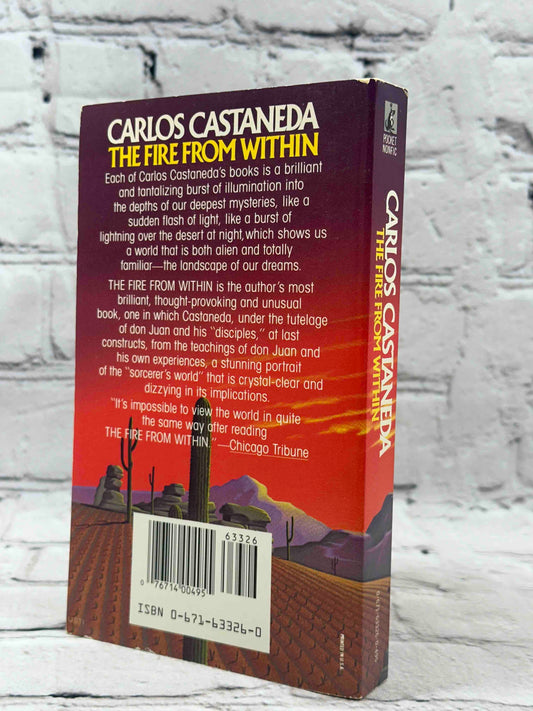 CARLOS CASTANEDA
THE FIRE FROM WITHIN
Each of Carlos Castaneda's books is a brilliant
and tantalizing burst of illumination into
the depths of our deepest mysteries, like a
sudden flash of light, like a burst of
lightning over the desert at night, which shows us
a world that is both alien and totally
familiar—the landscape of our dreams.
THE FIRE FROM WITHIN is the author's most
brilliant, thought-provoking and unusual
book, one in which Castaneda, under the tutelage
of don Juan and his "disciples," at last
constructs, from the teachings of don Juan and
his own experiences, a stunning portrait
of the "sorcerer's world" that is crystal-clear and
dizzying in its implications.
"It's impossible to view the world in quite
the same way after reading
THE FIRE FROM WITHIN."—Chicago Tribune
63326
0 76714 00495
ISBN 0-671-63326-0
PRINTED IN U.S.A.
POCKET
NONFIC
CARLOS CASTANEDA
THE FIRE FROM WITHIN